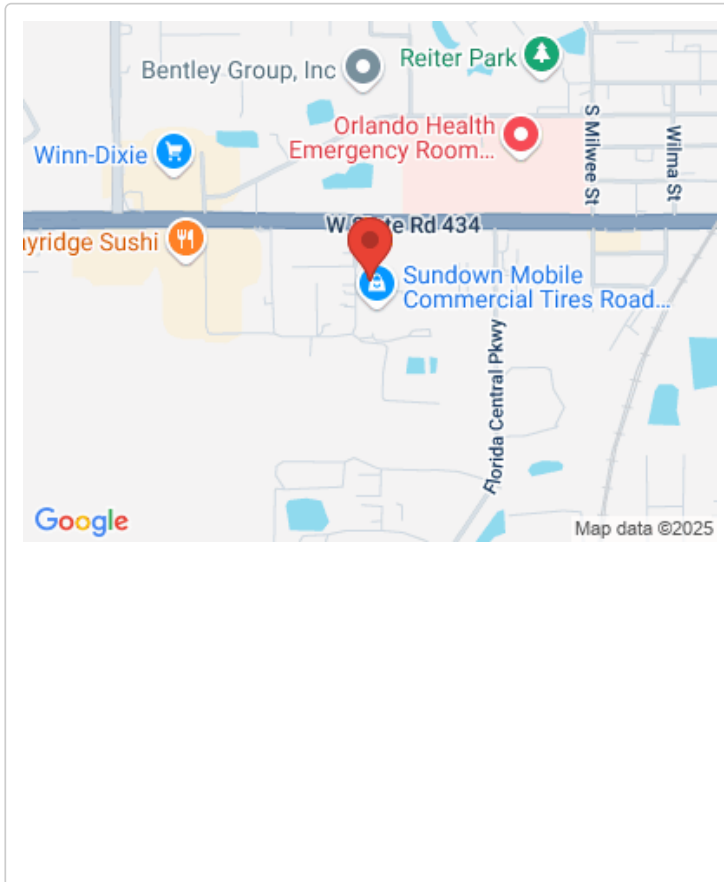 Bentley Group, Inc
Reiter Park
Orlando Health
Emergency Room...
Winn-Dixie
S Milwee St
Wilma St
W State Rd 434
yridge Sushi
Sundown Mobile
Commercial Tires Road...
Florida Central Pkwy
Google
Map data ©2025